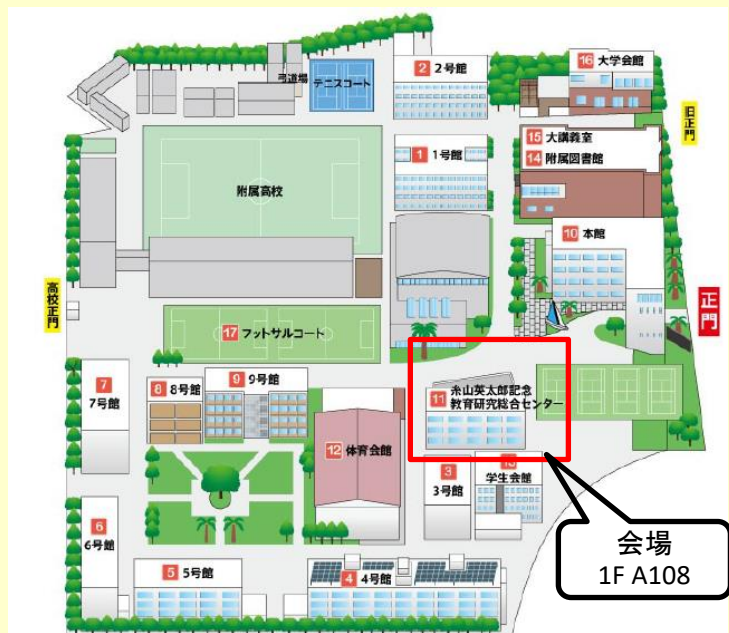 16 大学会館
2 2号館
弓道場
テニスコート
旧正門
15 大講義室
14 附属図書館
1 1号館
附属高校
10 本館
高校正門
正門
17 フットサルコート
7
7号館
8 8号館
9 9号館
11 糸山英太郎記念
教育研究総合センター
12 体育会館
3
3号館
13
学生会館
6
6号館
5 5号館
4 4号館
会場
1F A108